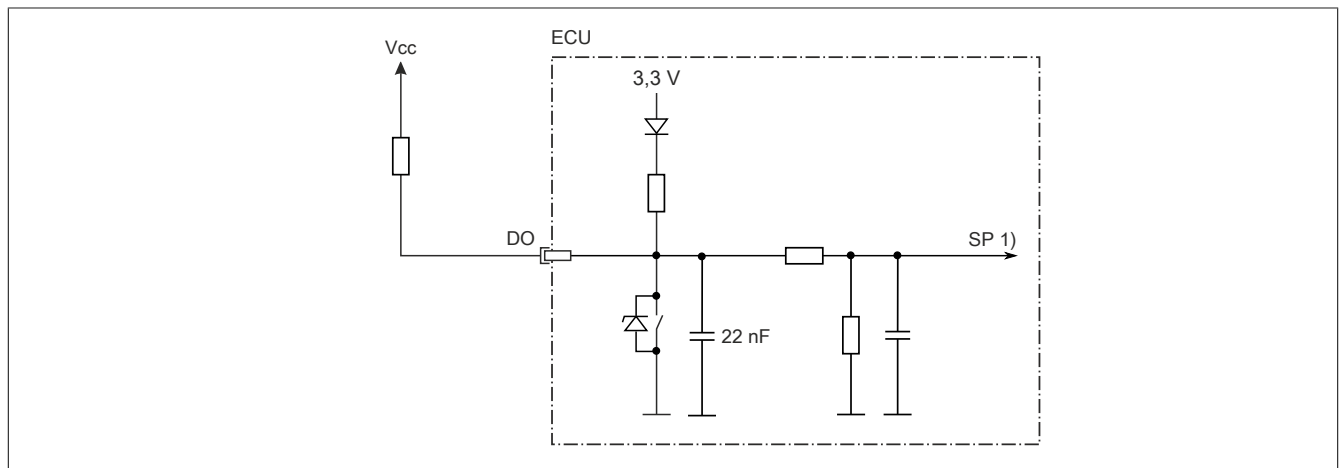 ECU
Vcc
3,3 V
DO
SP 1)
22 nF